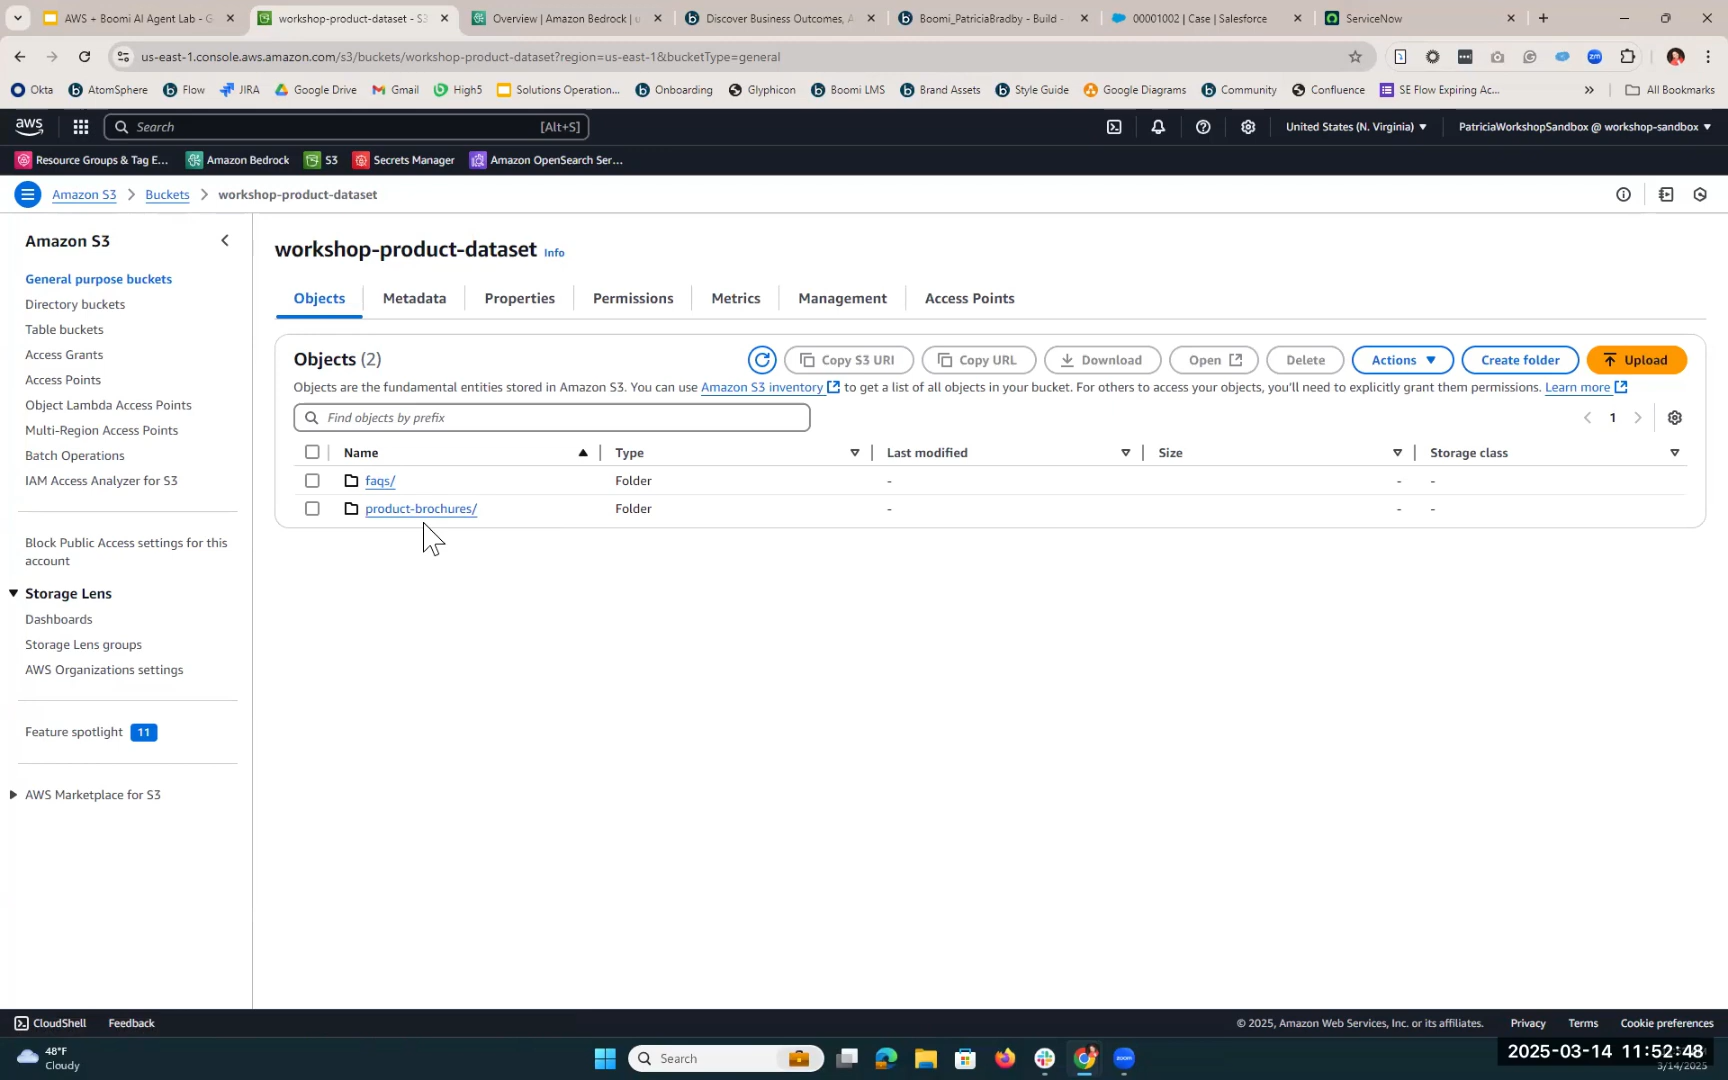 AWS + Boomi AI Agent Lab - G
workshop-product-dataset - S3
Overview | Amazon Bedrock | u
Discover Business Outcomes, A
Boomi_PatriciaBradby - Build -
00001002 | Case | Salesforce
ServiceNow
us-east-1.console.aws.amazon.com/s3/buckets/workshop-product-dataset?region=us-east-1&bucketType=general
Okta
AtomSphere
Flow
JIRA
Google Drive
Gmail
High5
Solutions Operation...
Onboarding
Glyphicon
Boomi LMS
Brand Assets
Style Guide
Google Diagrams
Community
Confluence
SE Flow Expiring Ac...
All Bookmarks
aws
Search
[Alt+S]
United States (N. Virginia)
PatriciaWorkshopSandbox @ workshop-sandbox
Resource Groups & Tag E...
Amazon Bedrock
S3
Secrets Manager
Amazon OpenSearch Ser...
Amazon S3
Buckets
workshop-product-dataset
Amazon S3
General purpose buckets
Directory buckets
Table buckets
Access Grants
Access Points
Object Lambda Access Points
Multi-Region Access Points
Batch Operations
IAM Access Analyzer for S3
Block Public Access settings for this
account
Storage Lens
Dashboards
Storage Lens groups
AWS Organizations settings
Feature spotlight 11
AWS Marketplace for S3
workshop-product-dataset Info
Objects
Metadata
Properties
Permissions
Metrics
Management
Access Points
Objects (2)
Copy S3 URI
Copy URL
Download
Open
Delete
Actions
Create folder
Upload
Objects are the fundamental entities stored in Amazon S3. You can use Amazon S3 inventory to get a list of all objects in your bucket. For others to access your objects, you'll need to explicitly grant them permissions. Learn more
Find objects by prefix
1
Name
Type
Last modified
Size
Storage class
faqs/
Folder
-
-
-
product-brochures/
Folder
-
-
-
CloudShell
Feedback
© 2025, Amazon Web Services, Inc. or its affiliates.
Privacy
Terms
Cookie preferences
48°F
Cloudy
Search
2025-03-14 11:52:48
3/14/2025